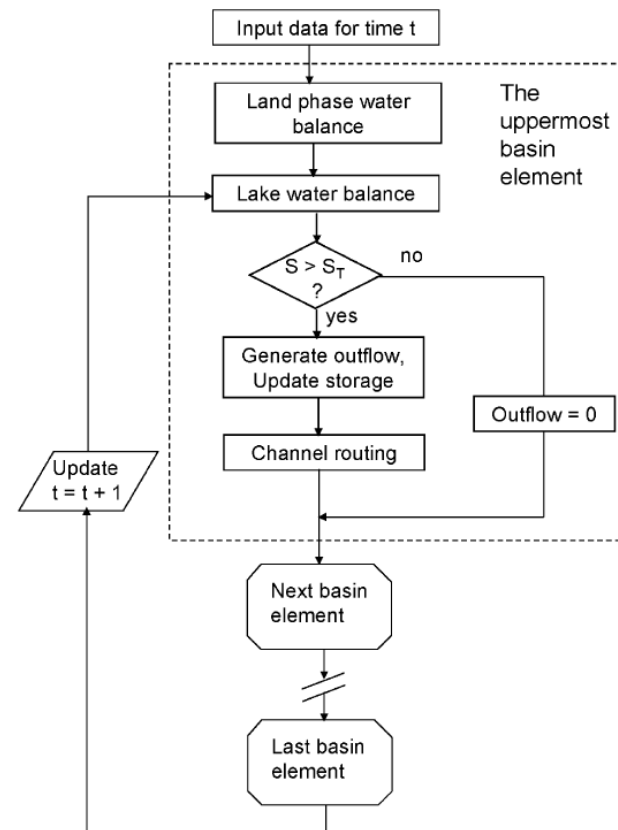 Input data for time t
The
uppermost
basin
element
Land phase water
balance
Lake water balance
S > S_T
?
no
yes
Generate outflow,
Update storage
Outflow = 0
Channel routing
Update
t = t + 1
Next basin
element
Last basin
element